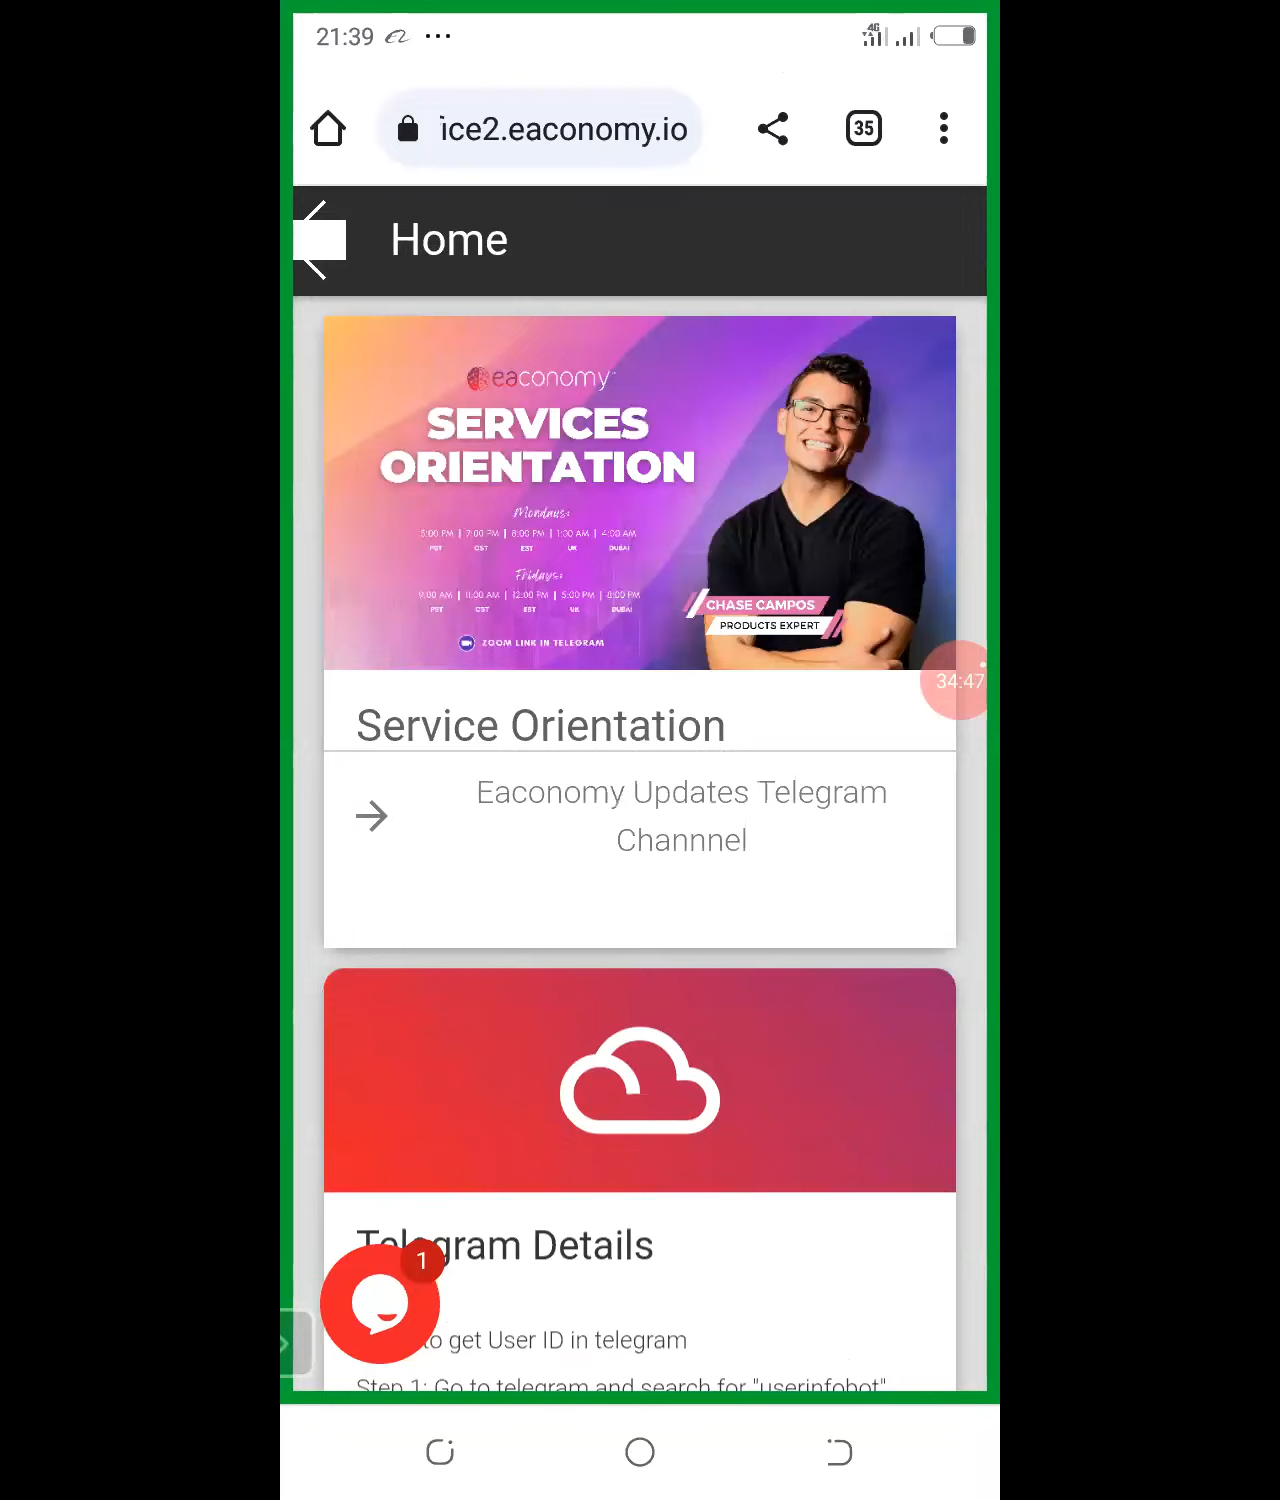 21:39
4G
ice2.eaconomy.io
35
Home
eaconomy
SERVICES
ORIENTATION
Mondays:
5:00 PM | 7:00 PM | 8:00 PM | 1:30 AM | 4:00 AM
PST CST EST UK DUBAI
Fridays:
9:00 AM | 11:00 AM | 12:00 PM | 5:00 PM | 8:00 PM
PST CST EST UK DUBAI
ZOOM LINK IN TELEGRAM
CHASE CAMPOS
PRODUCTS EXPERT
34:47
Service Orientation
Eaconomy Updates Telegram
Channnel
Telegram Details
1
to get User ID in telegram
Step 1: Go to telegram and search for "userinfobot"